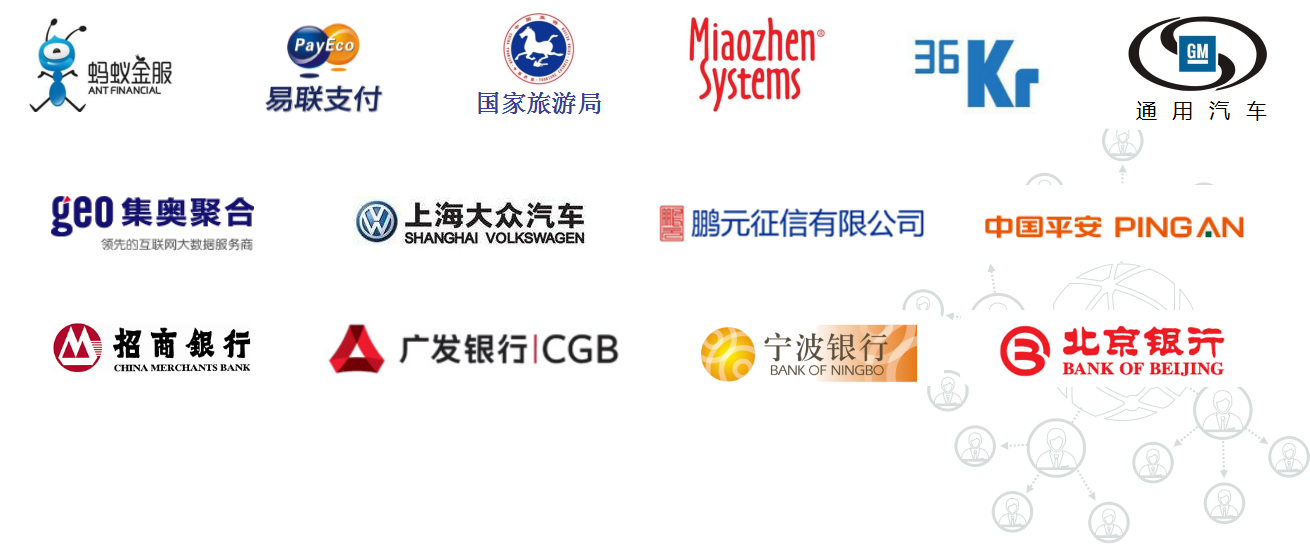 蚂蚁金服
ANT FINANCIAL
PayEco
易联支付
国家旅游局
Miaozhen®
Systems
36Kr
GM
通用汽车
geo 集奥聚合
领先的互联网大数据服务商
上海大众汽车
SHANGHAI VOLKSWAGEN
鹏元征信有限公司
中国平安 PING AN
招商银行
CHINA MERCHANTS BANK
广发银行|CGB
宁波银行
BANK OF NINGBO
北京银行
BANK OF BEIJING